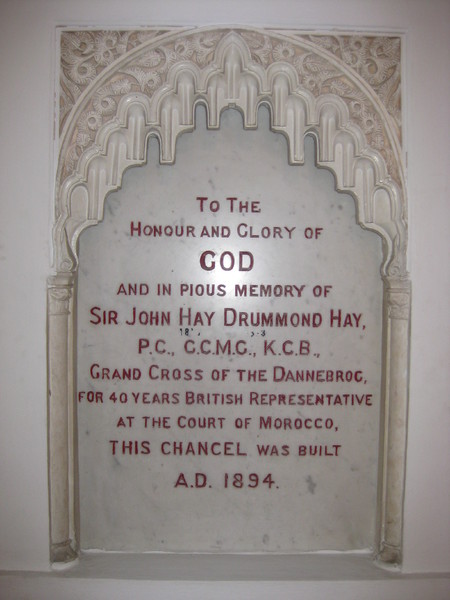 To The
Honour and Glory of
GOD
and in pious memory of
Sir John Hay Drummond Hay,
P.C., G.C.M.G., K.C.B.,
Grand Cross of the Dannebrog,
for 40 years British Representative
at the Court of Morocco,
THIS CHANCEL was built
A.D. 1894.